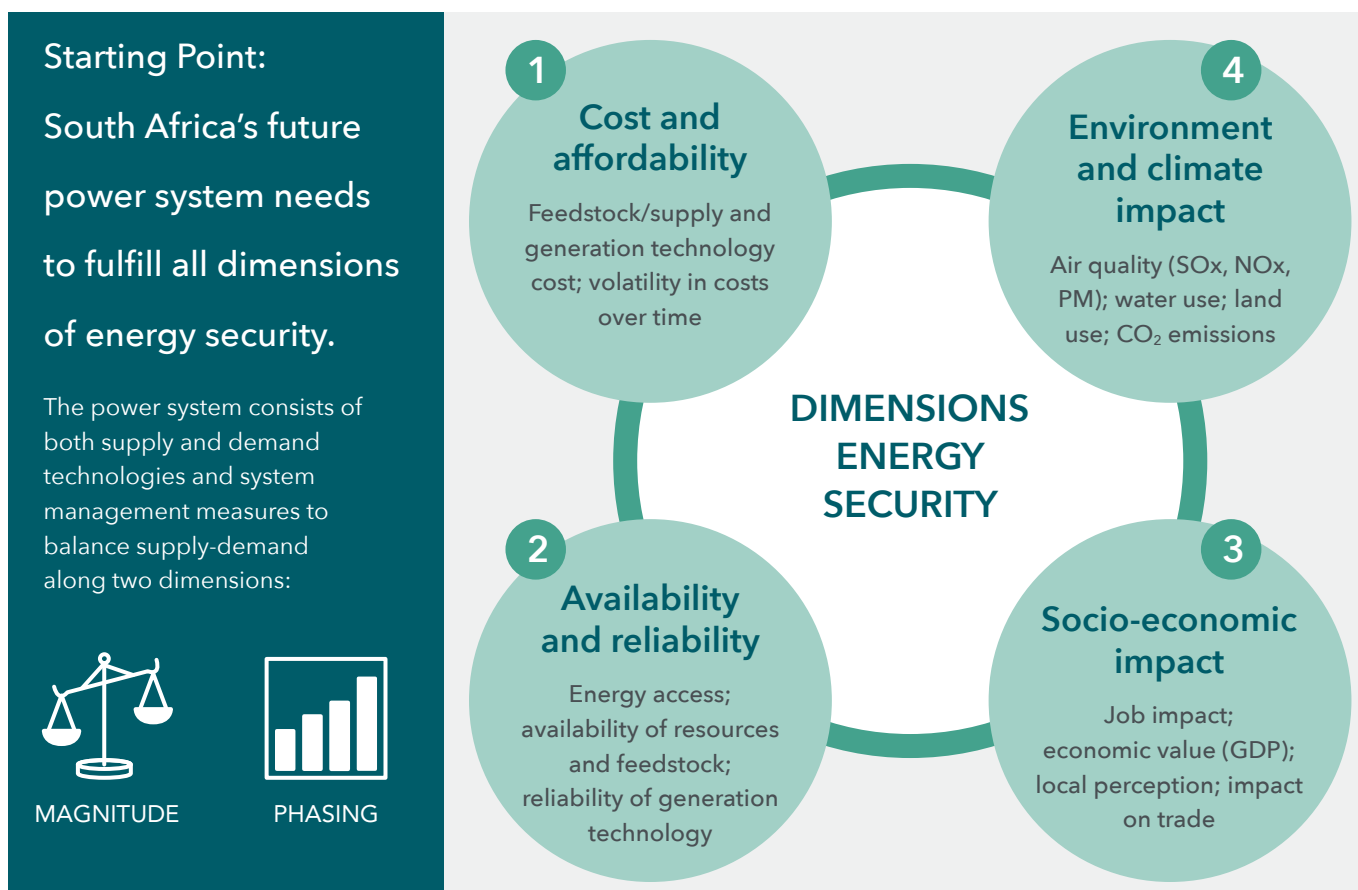 Starting Point:
South Africa’s future
power system needs
to fulfill all dimensions
of energy security.
The power system consists of
both supply and demand
technologies and system
management measures to
balance supply-demand
along two dimensions:
MAGNITUDE
PHASING
1
Cost and
affordability
Feedstock/supply and
generation technology
cost; volatility in costs
over time
4
Environment
and climate
impact
Air quality (SOx, NOx,
PM); water use; land
use; CO₂ emissions
DIMENSIONS
ENERGY
SECURITY
2
Availability
and reliability
Energy access;
availability of resources
and feedstock;
reliability of generation
technology
3
Socio-economic
impact
Job impact;
economic value (GDP);
local perception; impact
on trade